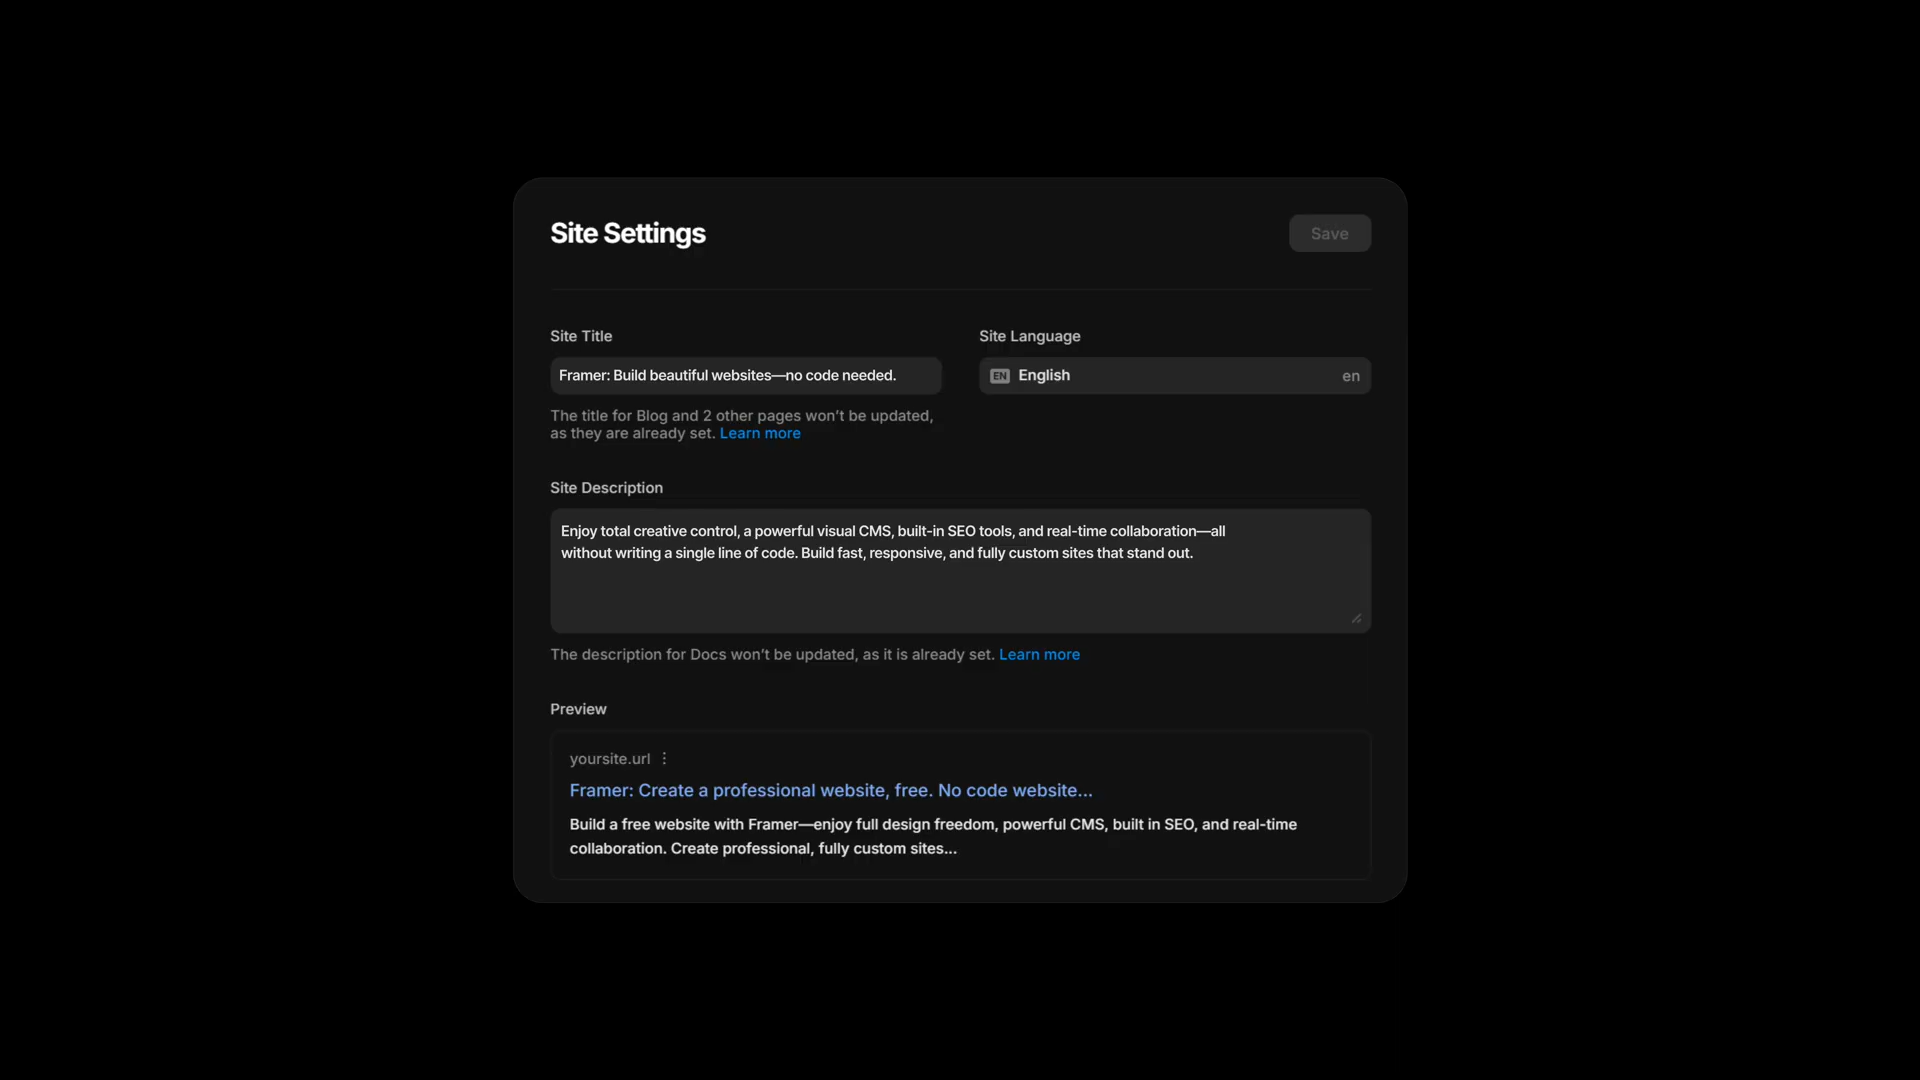 Site Settings
Save
Site Title
Site Language
Framer: Build beautiful websites—no code needed.
EN English en
The title for Blog and 2 other pages won’t be updated,
as they are already set. Learn more
Site Description
Enjoy total creative control, a powerful visual CMS, built-in SEO tools, and real-time collaboration—all
without writing a single line of code. Build fast, responsive, and fully custom sites that stand out.
The description for Docs won’t be updated, as it is already set. Learn more
Preview
yoursite.url
Framer: Create a professional website, free. No code website...
Build a free website with Framer—enjoy full design freedom, powerful CMS, built in SEO, and real-time
collaboration. Create professional, fully custom sites...